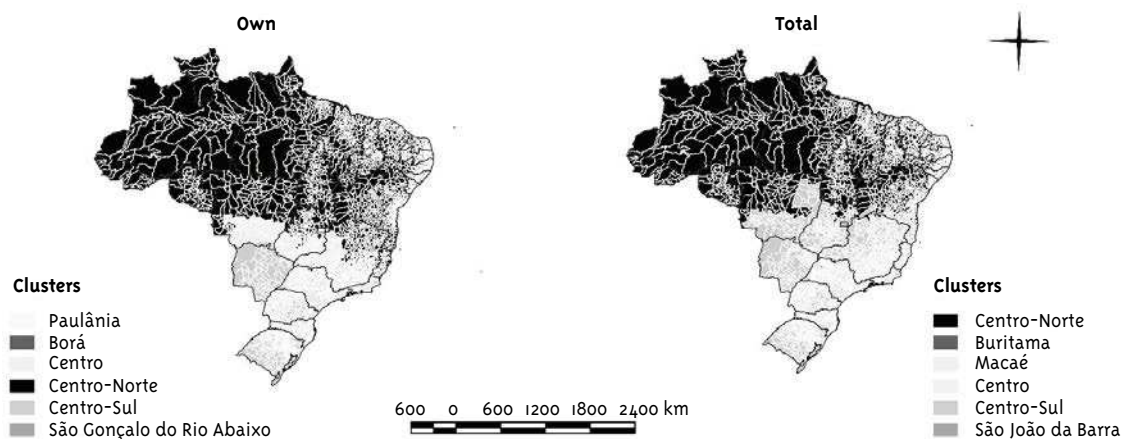 Own
Total
Clusters
Paulânia
Borá
Centro
Centro-Norte
Centro-Sul
São Gonçalo do Rio Abaixo
600 0 600 1200 1800 2400 km
Clusters
Centro-Norte
Buritama
Macaé
Centro
Centro-Sul
São João da Barra